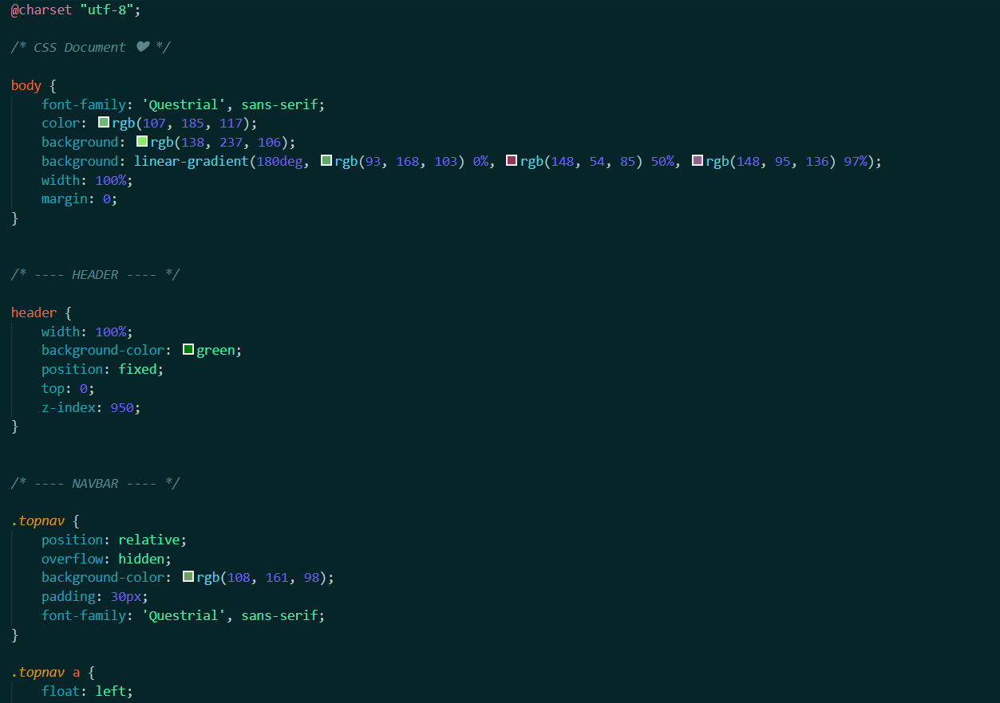 @charset "utf-8";
/* CSS Document ❤ */
body {
font-family: 'Questrial', sans-serif;
color: rgb(107, 185, 117);
background: rgb(138, 237, 106);
background: linear-gradient(180deg, rgb(93, 168, 103) 0%, rgb(148, 54, 85) 50%, rgb(148, 95, 136) 97%);
width: 100%;
margin: 0;
}
/* ---- HEADER ---- */
header {
width: 100%;
background-color: green;
position: fixed;
top: 0;
z-index: 950;
}
/* ---- NAVBAR ---- */
.topnav {
position: relative;
overflow: hidden;
background-color: rgb(108, 161, 98);
padding: 30px;
font-family: 'Questrial', sans-serif;
}
.topnav a {
float: left;